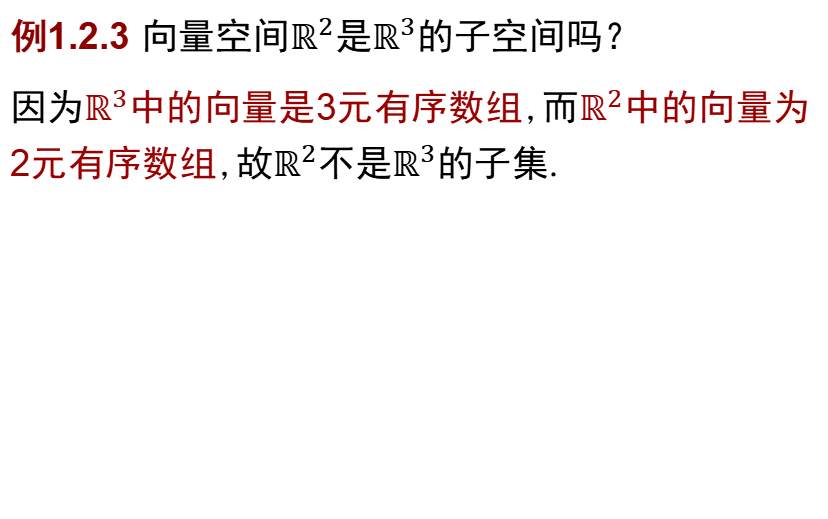 例1.2.3 向量空间ℝ²是ℝ³的子空间吗？
因为ℝ³中的向量是3元有序数组, 而ℝ²中的向量为
2元有序数组, 故ℝ²不是ℝ³的子集.